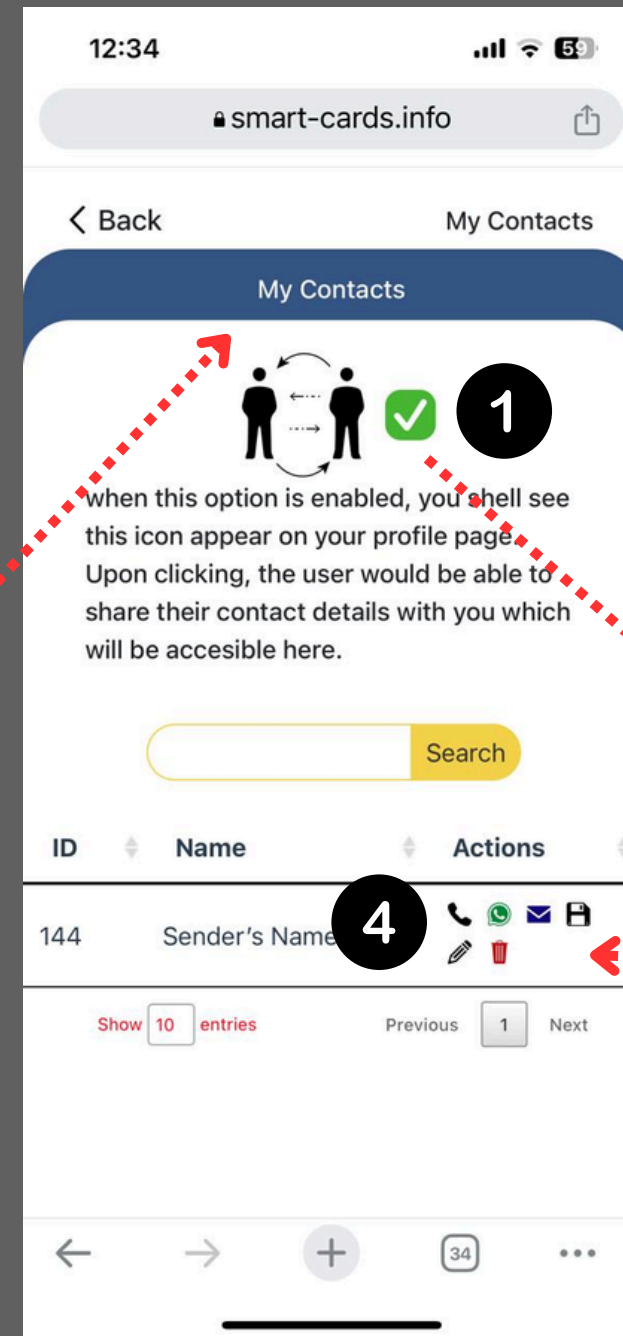 12:34 59
smart-cards.info
Back My Contacts
My Contacts
1
when this option is enabled, you shell see
this icon appear on your profile page.
Upon clicking, the user would be able to
share their contact details with you which
will be accesible here.
Search
ID Name Actions
144 Sender's Name 4
Show 10 entries Previous 1 Next
34